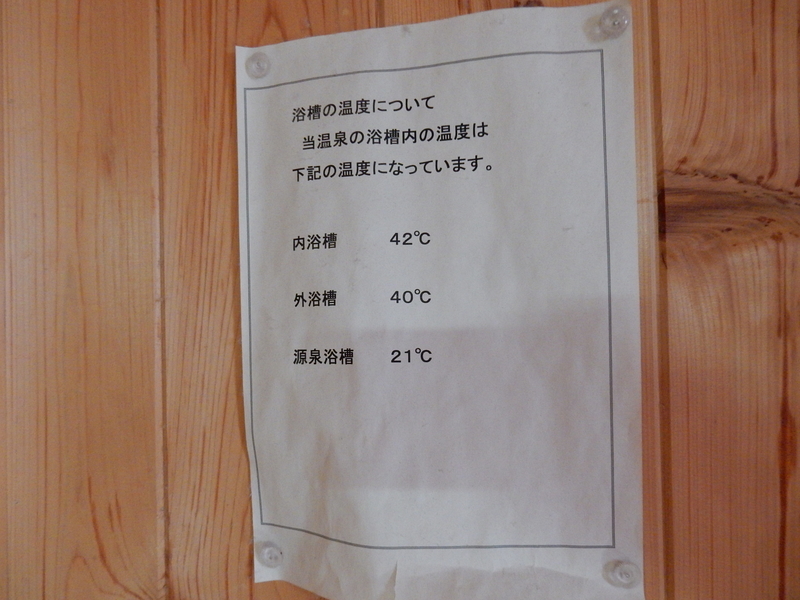 浴槽の温度について
当温泉の浴槽内の温度は
下記の温度になっています。
内浴槽 42℃
外浴槽 40℃
源泉浴槽 21℃